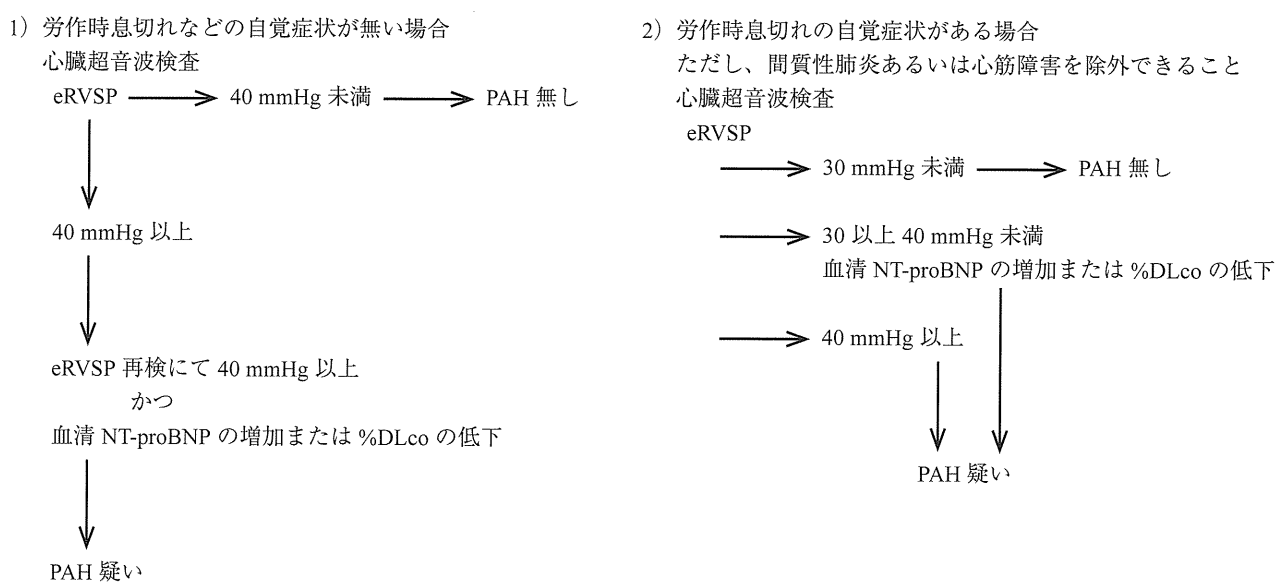 1）労作時息切れなどの自覚症状が無い場合
心臓超音波検査
eRVSP 40 mmHg 未満 PAH 無し
40 mmHg 以上
eRVSP 再検にて 40 mmHg 以上
かつ
血清 NT-proBNP の増加または %DLco の低下
PAH 疑い
2）労作時息切れの自覚症状がある場合
ただし、間質性肺炎あるいは心筋障害を除外できること
心臓超音波検査
eRVSP
30 mmHg 未満 PAH 無し
30 以上 40 mmHg 未満
血清 NT-proBNP の増加または %DLco の低下
40 mmHg 以上
PAH 疑い